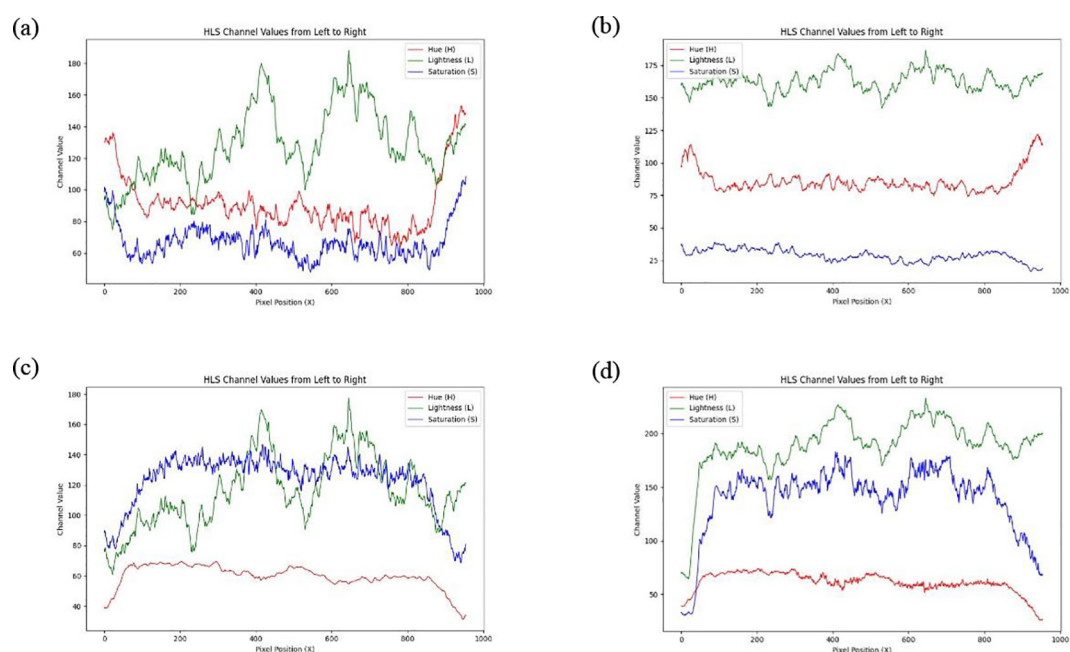 (a)
HLS Channel Values from Left to Right
Hue (H)
Lightness (L)
Saturation (S)
180
160
140
120
100
80
60
Channel Value
0
200
400
600
800
1000
Pixel Position (X)
(b)
HLS Channel Values from Left to Right
Hue (H)
Lightness (L)
Saturation (S)
175
150
125
100
75
50
25
Channel Value
0
200
400
600
800
1000
Pixel Position (X)
(c)
HLS Channel Values from Left to Right
Hue (H)
Lightness (L)
Saturation (S)
180
160
140
120
100
80
60
40
Channel Value
0
200
400
600
800
1000
Pixel Position (X)
(d)
HLS Channel Values from Left to Right
Hue (H)
Lightness (L)
Saturation (S)
200
150
100
50
Channel Value
0
200
400
600
800
1000
Pixel Position (X)